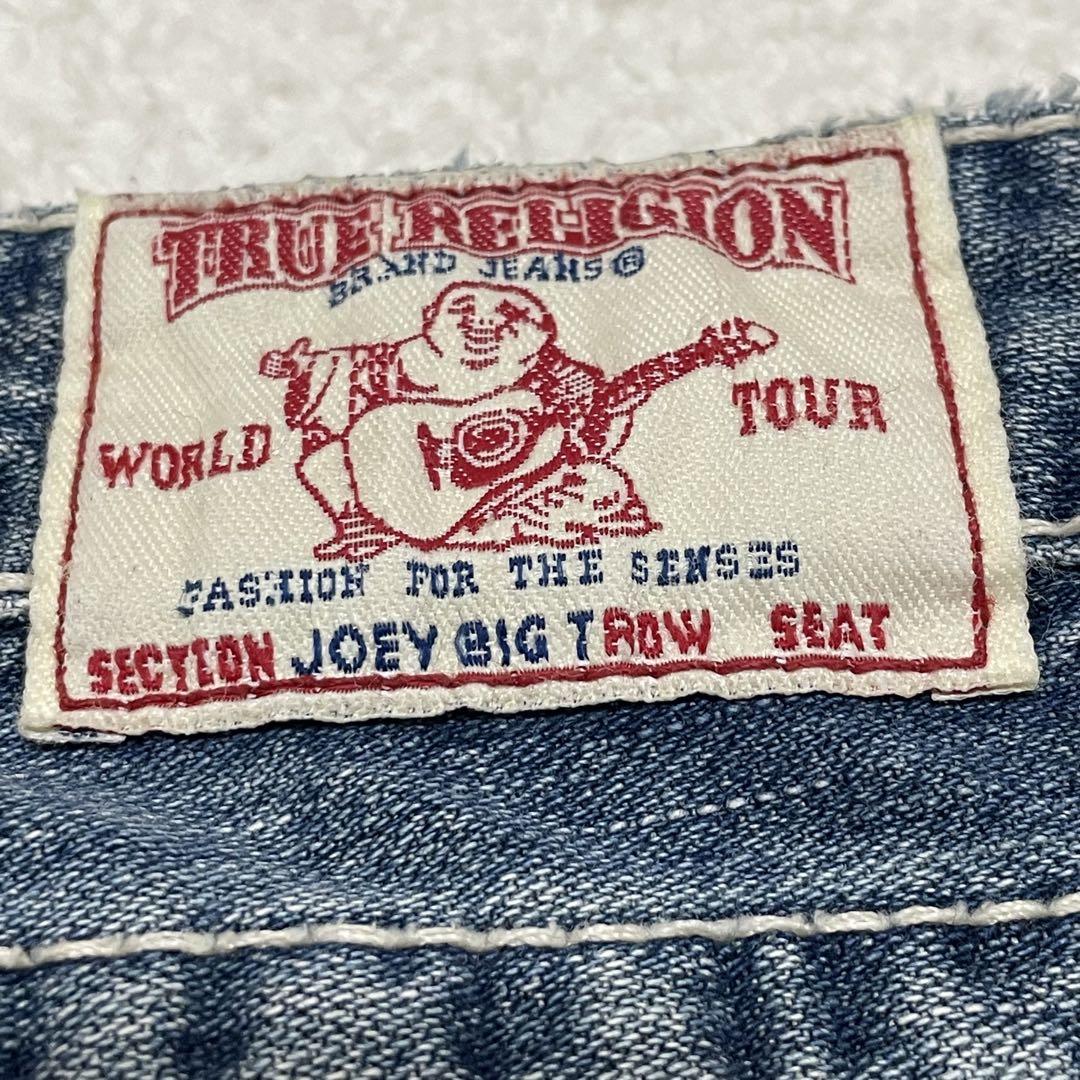 TRUE RELIGION
BRAND JEANS®
WORLD TOUR
FASHION FOR THE SENSES
SECTION JOEY BIG T ROW SEAT